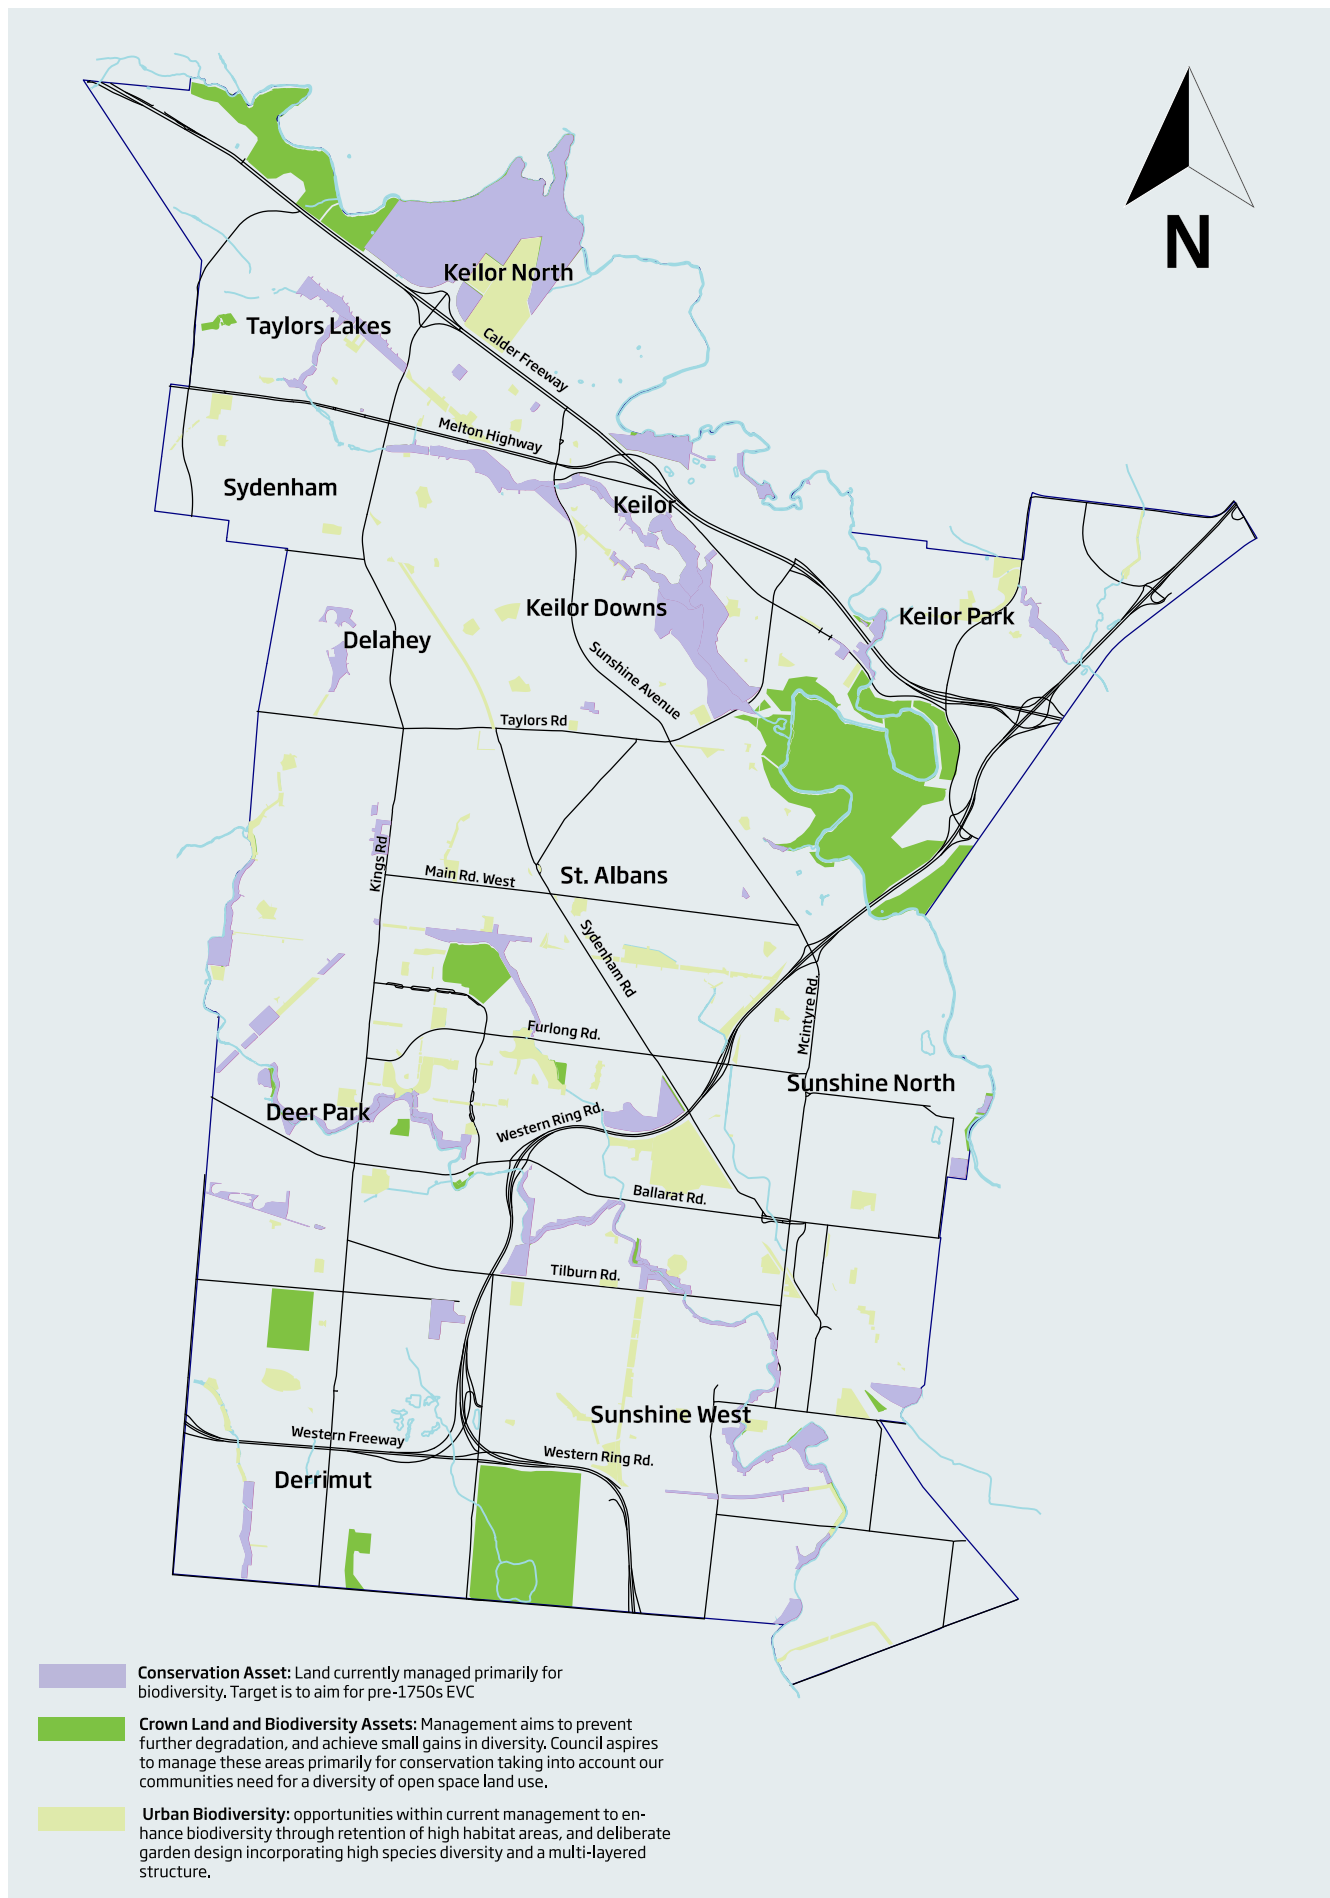 N
Keilor North
Taylors Lakes
Calder Freeway
Melton Highway
Sydenham
Keilor
Keilor Downs
Keilor Park
Delahey
Sunshine Avenue
Taylors Rd
Kings Rd
Main Rd. West
St. Albans
Sydenham Rd
Mcintyre Rd.
Furlong Rd.
Sunshine North
Deer Park
Western Ring Rd.
Ballarat Rd.
Tilburn Rd.
Sunshine West
Western Freeway
Western Ring Rd.
Derrimut
Conservation Asset: Land currently managed primarily for
biodiversity. Target is to aim for pre-1750s EVC
Crown Land and Biodiversity Assets: Management aims to prevent
further degradation, and achieve small gains in diversity. Council aspires
to manage these areas primarily for conservation taking into account our
communities need for a diversity of open space land use.
Urban Biodiversity: opportunities within current management to en-
hance biodiversity through retention of high habitat areas, and deliberate
garden design incorporating high species diversity and a multi-layered
structure.